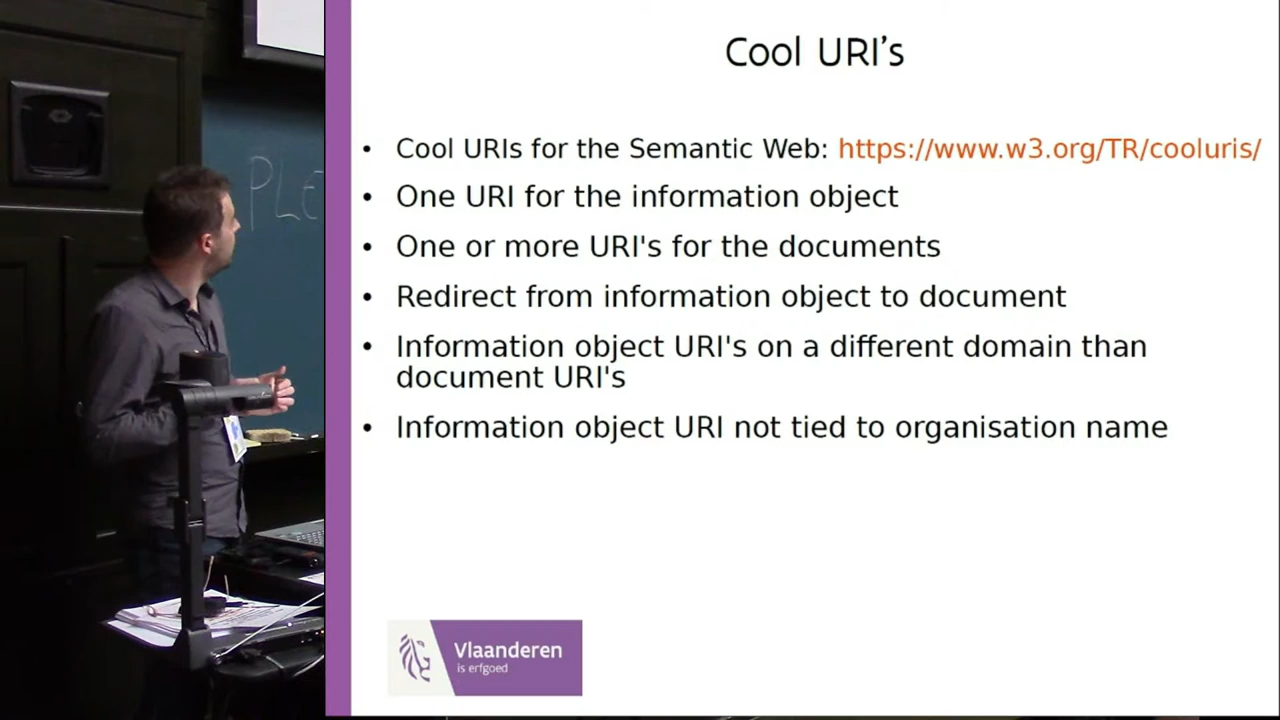 Cool URI's
• Cool URIs for the Semantic Web: https://www.w3.org/TR/cooluris/
• One URI for the information object
• One or more URI's for the documents
• Redirect from information object to document
• Information object URI's on a different domain than
document URI's
• Information object URI not tied to organisation name
PLE
Vlaanderen
is erfgoed